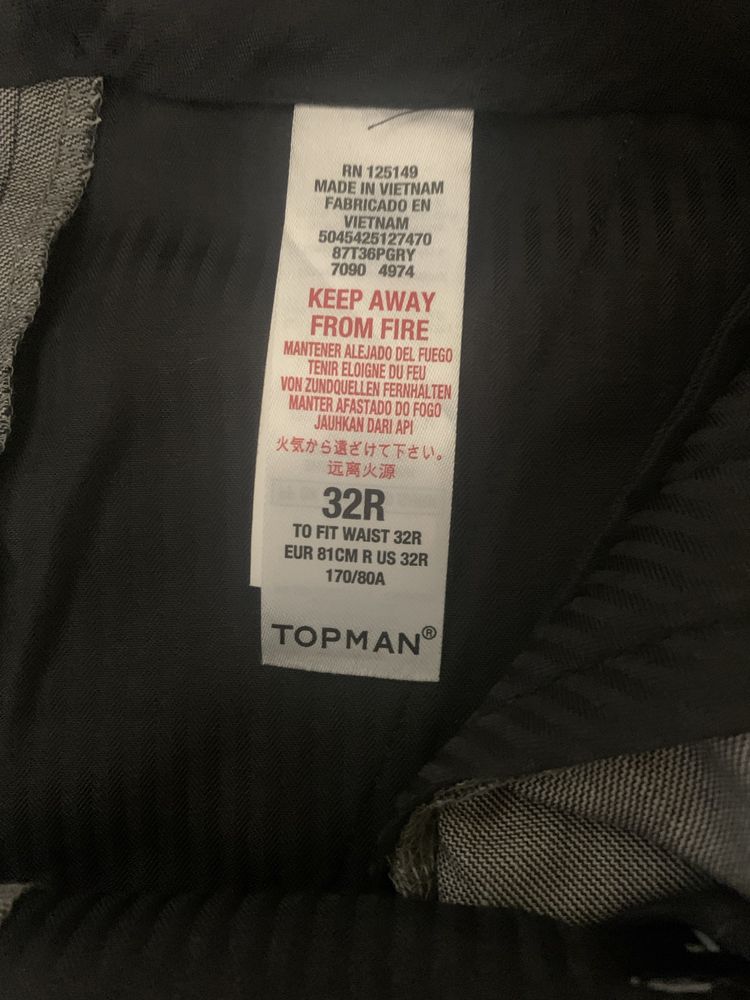 RN 125149
MADE IN VIETNAM
FABRICADO EN
VIETNAM
5045425127470
87T36PGRY
7090 4974
KEEP AWAY
FROM FIRE
MANTENER ALEJADO DEL FUEGO
TENIR ELOIGNE DU FEU
VON ZUNDQUELLEN FERNHALTEN
MANTER AFASTADO DO FOGO
JAUHKAN DARI API
火気から遠ざけて下さい。
远离火源
32R
TO FIT WAIST 32R
EUR 81CM R US 32R
170/80A
TOPMAN®